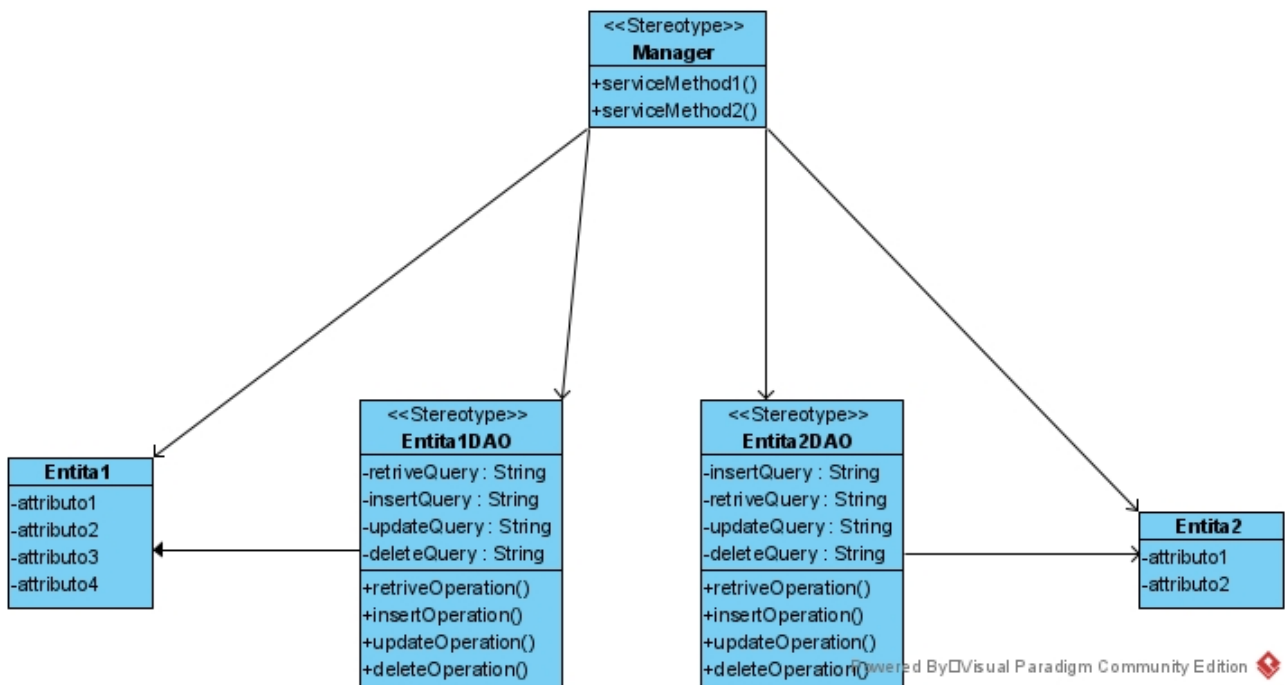 <<Stereotype>>
Manager
+serviceMethod1()
+serviceMethod2()
Entita1
-attributo1
-attributo2
-attributo3
-attributo4
<<Stereotype>>
Entita1DAO
-retriveQuery : String
-insertQuery : String
-updateQuery : String
-deleteQuery : String
+retriveOperation()
+insertOperation()
+updateOperation()
+deleteOperation()
<<Stereotype>>
Entita2DAO
-insertQuery : String
-retriveQuery : String
-updateQuery : String
-deleteQuery : String
+retriveOperation()
+insertOperation()
+updateOperation()
+deleteOperation()
Entita2
-attributo1
-attributo2
Powered By□Visual Paradigm Community Edition